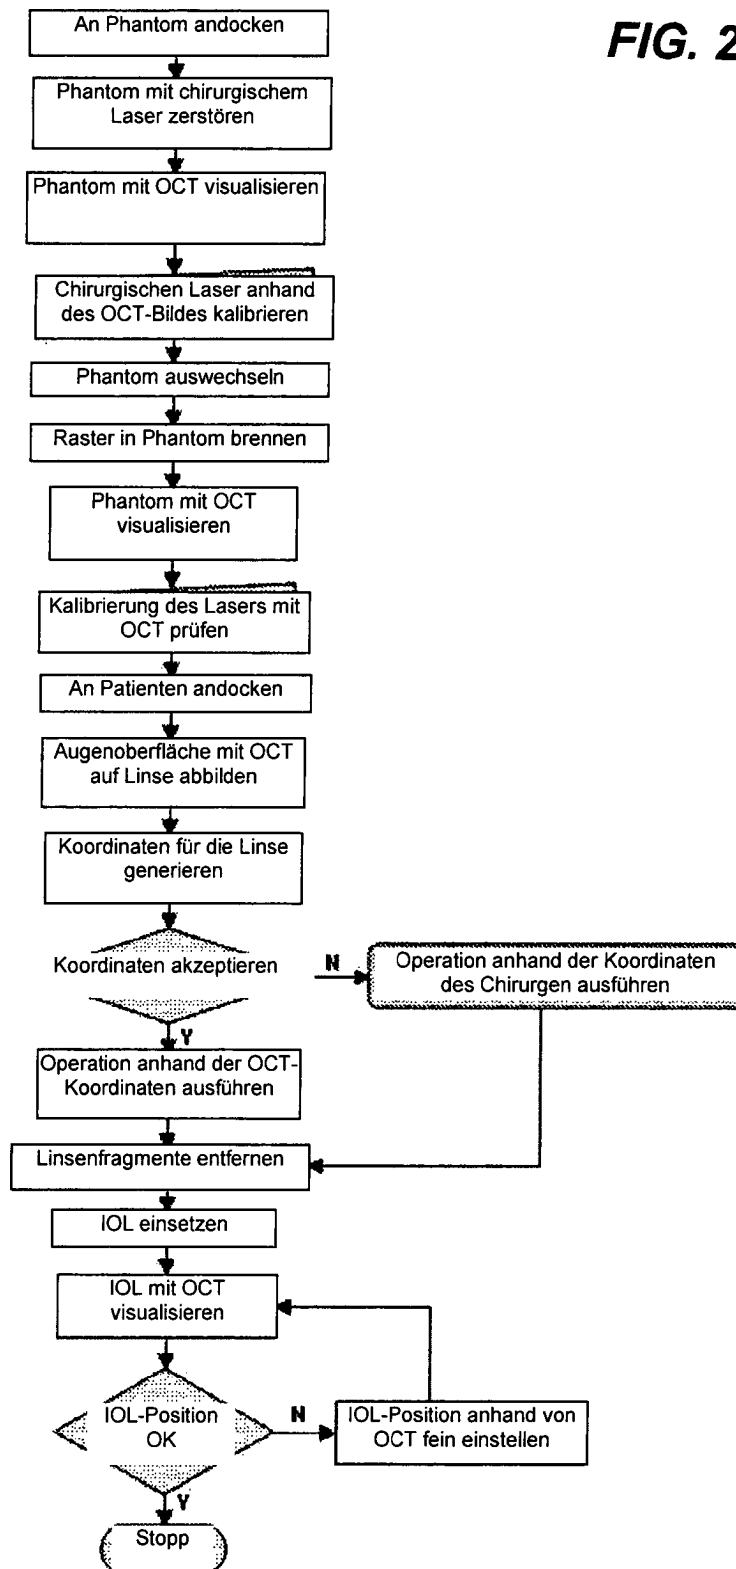 An Phantom andocken
FIG. 2
Phantom mit chirurgischem
Laser zerstören
Phantom mit OCT visualisieren
Chirurgischen Laser anhand
des OCT-Bildes kalibrieren
Phantom auswechseln
Raster in Phantom brennen
Phantom mit OCT
visualisieren
Kalibrierung des Lasers mit
OCT prüfen
An Patienten andocken
Augenoberfläche mit OCT
auf Linse abbilden
Koordinaten für die Linse
generieren
Koordinaten akzeptieren
N
Operation anhand der Koordinaten
des Chirurgen ausführen
Y
Operation anhand der OCT-
Koordinaten ausführen
Linsenfragmente entfernen
IOL einsetzen
IOL mit OCT
visualisieren
IOL-Position
OK
N
IOL-Position anhand von
OCT fein einstellen
Y
Stopp